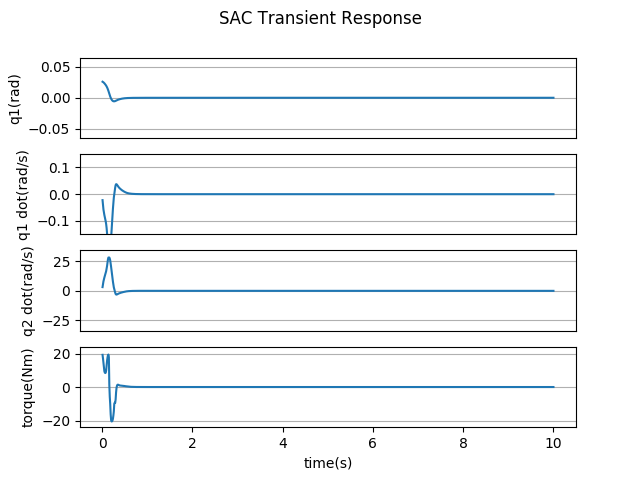 SAC Transient Response
q1(rad)
0.05
0.00
−0.05
q1 dot(rad/s)
0.1
0.0
−0.1
q2 dot(rad/s)
25
0
−25
torque(Nm)
20
0
−20
0 2 4 6 8 10
time(s)